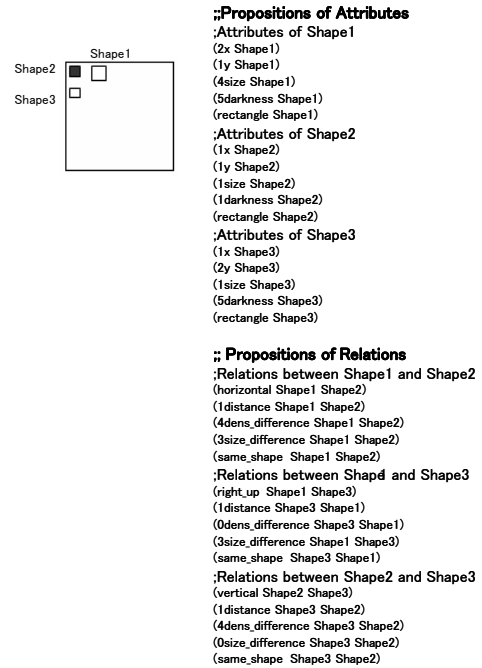 Shape1
Shape2
Shape3
;;Propositions of Attributes
;Attributes of Shape1
(2x Shape1)
(1y Shape1)
(4size Shape1)
(5darkness Shape1)
(rectangle Shape1)
;Attributes of Shape2
(1x Shape2)
(1y Shape2)
(1size Shape2)
(1darkness Shape2)
(rectangle Shape2)
;Attributes of Shape3
(1x Shape3)
(2y Shape3)
(1size Shape3)
(5darkness Shape3)
(rectangle Shape3)
;; Propositions of Relations
;Relations between Shape1 and Shape2
(horizontal Shape1 Shape2)
(1distance Shape1 Shape2)
(4dens_difference Shape1 Shape2)
(3size_difference Shape1 Shape2)
(same_shape Shape1 Shape2)
;Relations between Shape1 and Shape3
(right_up Shape1 Shape3)
(1distance Shape3 Shape1)
(0dens_difference Shape3 Shape1)
(3size_difference Shape1 Shape3)
(same_shape Shape3 Shape1)
;Relations between Shape2 and Shape3
(vertical Shape2 Shape3)
(1distance Shape3 Shape2)
(4dens_difference Shape3 Shape2)
(0size_difference Shape3 Shape2)
(same_shape Shape3 Shape2)